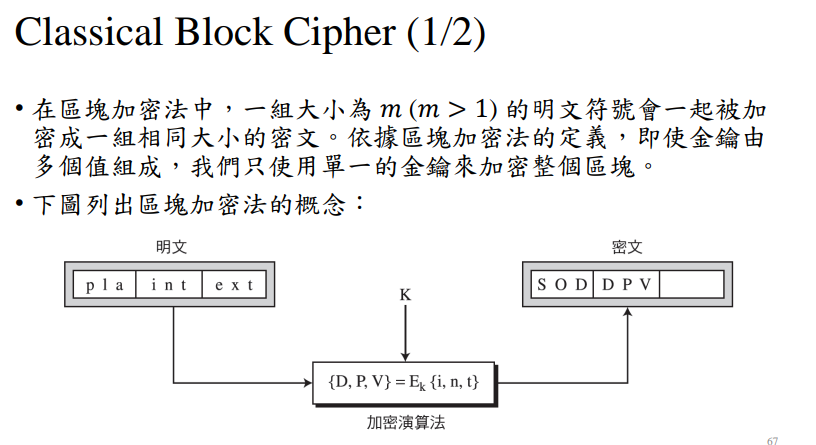 Classical Block Cipher (1/2)
• 在區塊加密法中，一組大小為 m (m > 1) 的明文符號會一起被加
密成一組相同大小的密文。依據區塊加密法的定義，即使金鑰由
多個值組成，我們只使用單一的金鑰來加密整個區塊。
• 下圖列出區塊加密法的概念：
明文
密文
p l a i n t e x t
S O D D P V
K
{D, P, V} = Eₖ {i, n, t}
加密演算法
67